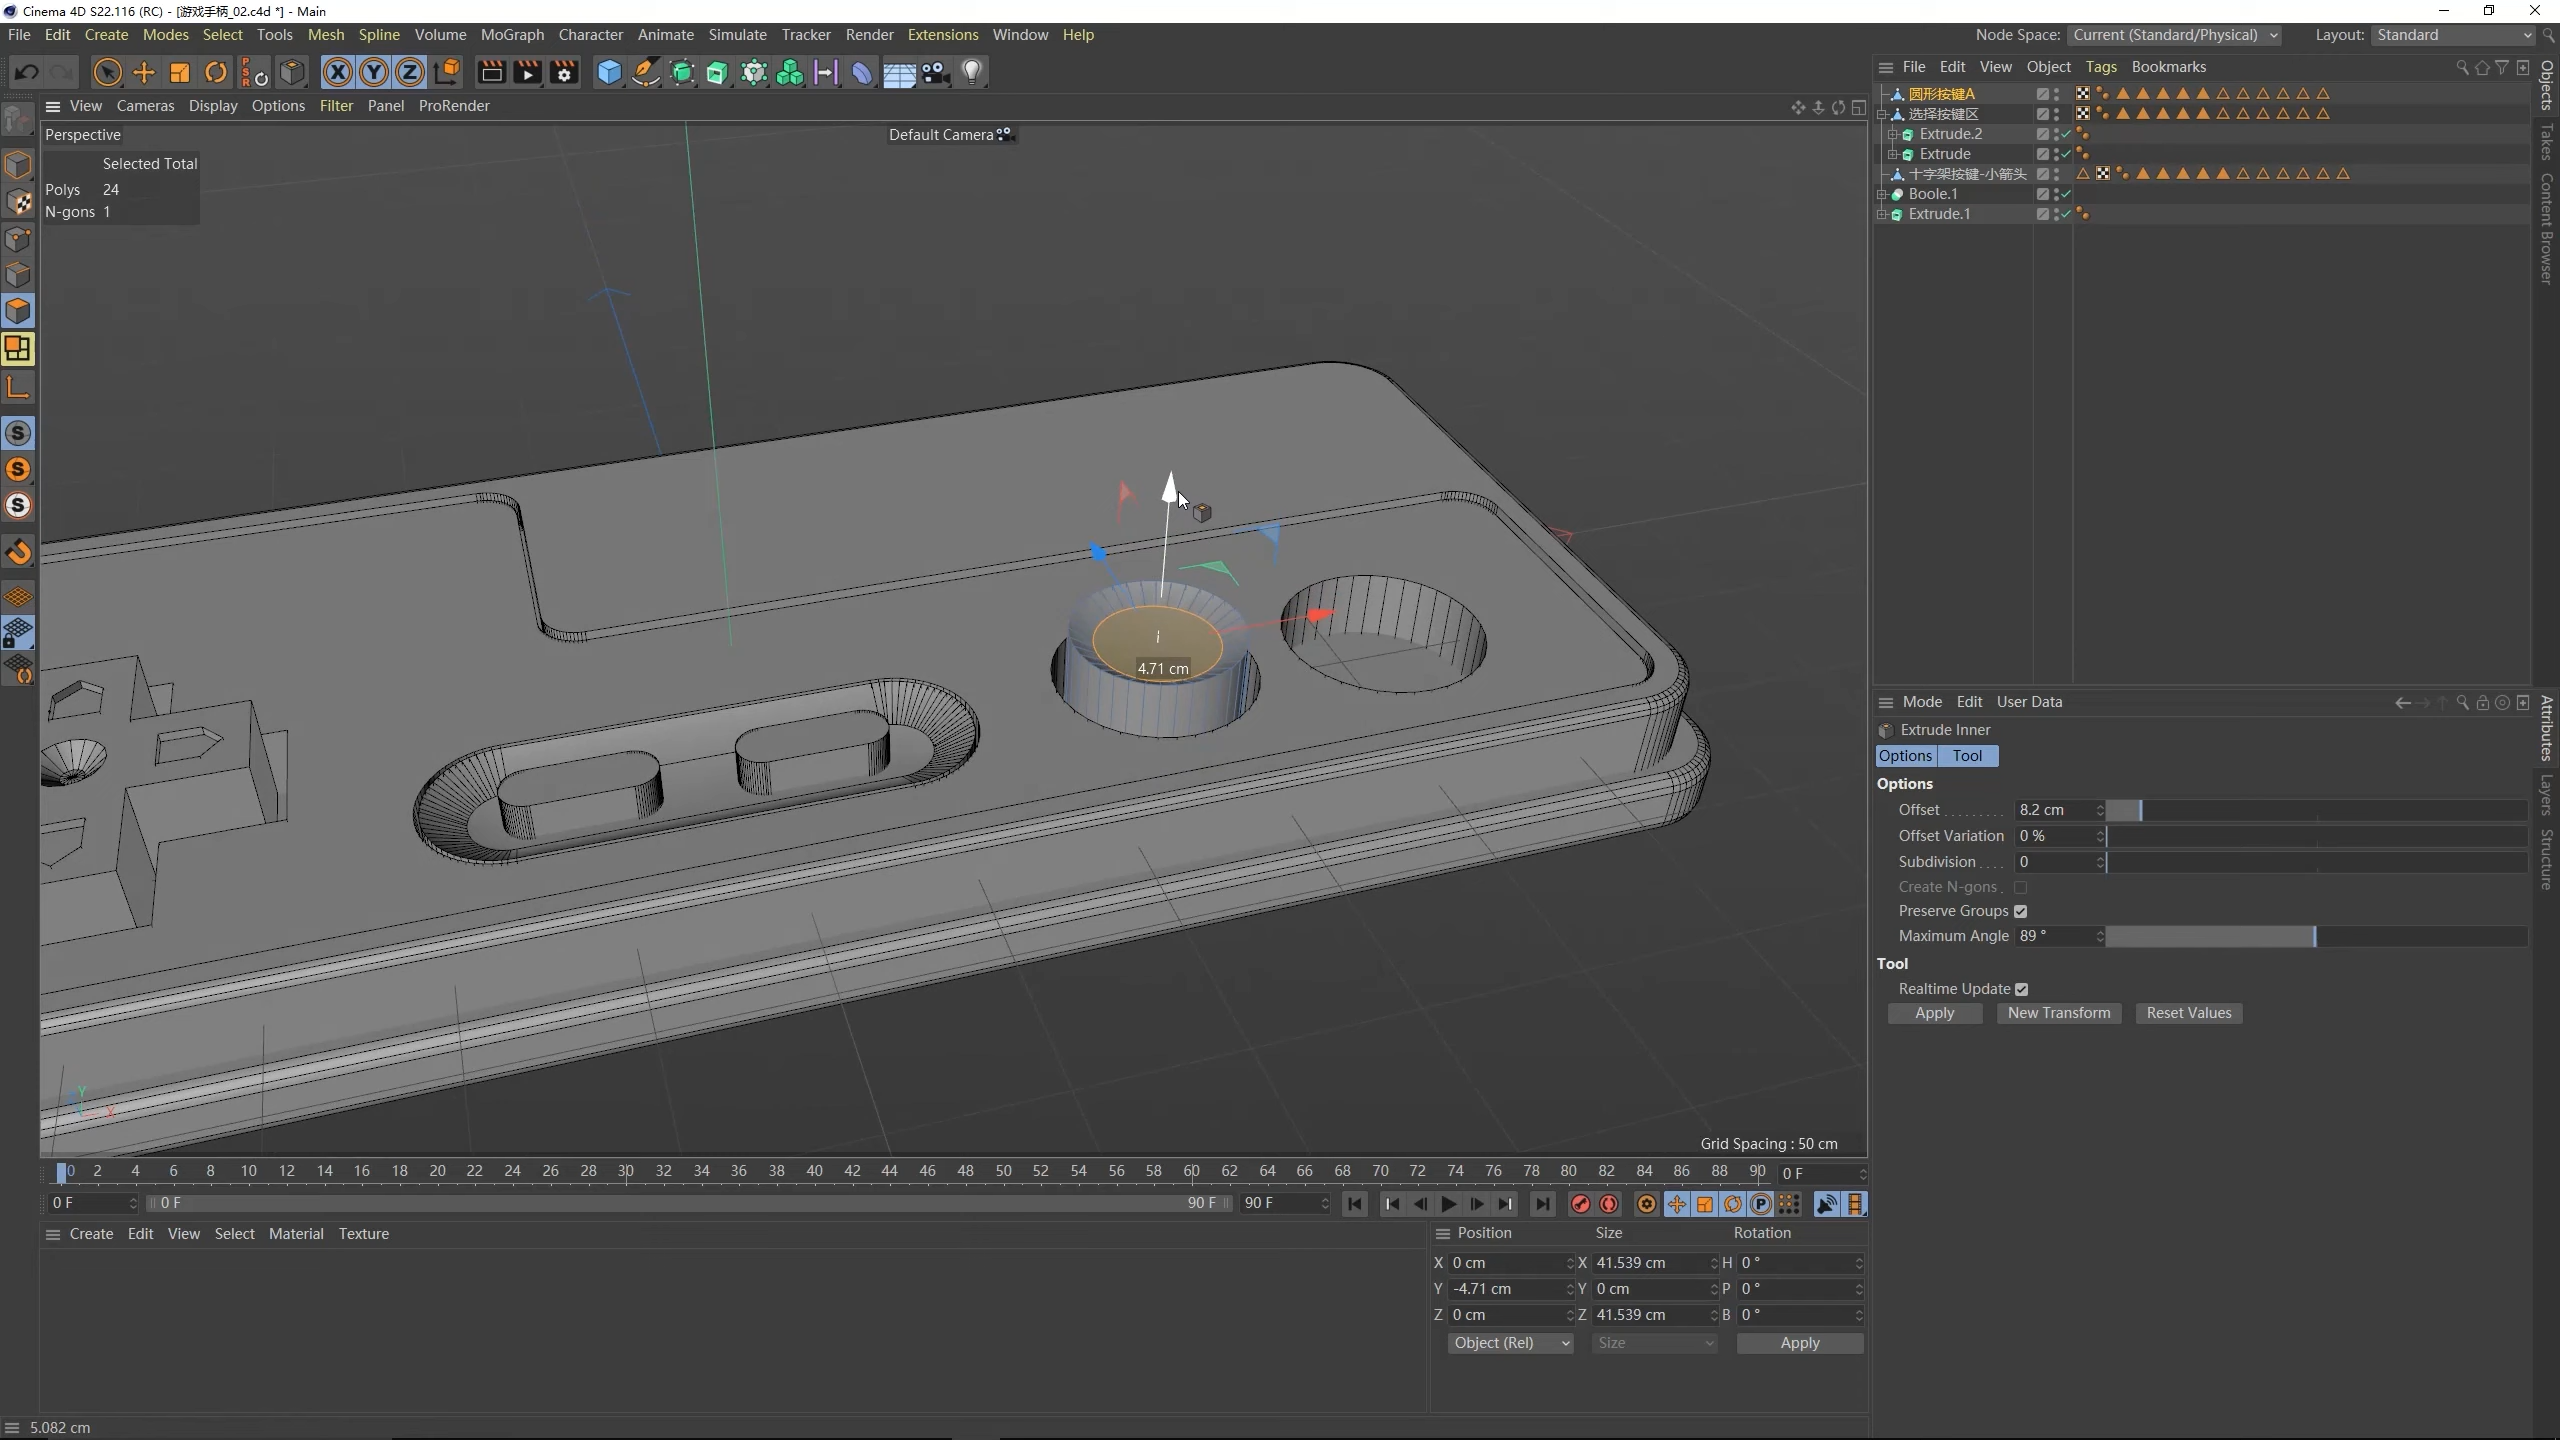 Cinema 4D S22.116 (RC) - [游戏手柄_02.c4d *] - Main
File Edit Create Modes Select Tools Mesh Spline Volume MoGraph Character Animate Simulate Tracker Render Extensions Window Help
Node Space: Current (Standard/Physical) Layout: Standard
PSR X Y Z
View Cameras Display Options Filter Panel ProRender
Perspective
Default Camera
Selected Total
Polys 24
N-gons 1
4.71 cm
Y
X
Grid Spacing : 50 cm
File Edit View Object Tags Bookmarks
圆形按键A
选择按键区
Extrude.2
Extrude
十字架按键-小箭头
Boole.1
Extrude.1
Objects
Takes
Content Browser
Mode Edit User Data
Extrude Inner
Options Tool
Options
Offset 8.2 cm
Offset Variation 0 %
Subdivision 0
Create N-gons
Preserve Groups
Maximum Angle 89 °
Tool
Realtime Update
Apply New Transform Reset Values
Attributes
Layers
Structure
0 2 4 6 8 10 12 14 16 18 20 22 24 26 28 30 32 34 36 38 40 42 44 46 48 50 52 54 56 58 60 62 64 66 68 70 72 74 76 78 80 82 84 86 88 90 0 F
0 F 0 F 90 F 90 F
Create Edit View Select Material Texture
Position Size Rotation
X 0 cm X 41.539 cm H 0 °
Y -4.71 cm Y 0 cm P 0 °
Z 0 cm Z 41.539 cm B 0 °
Object (Rel) Size Apply
5.082 cm